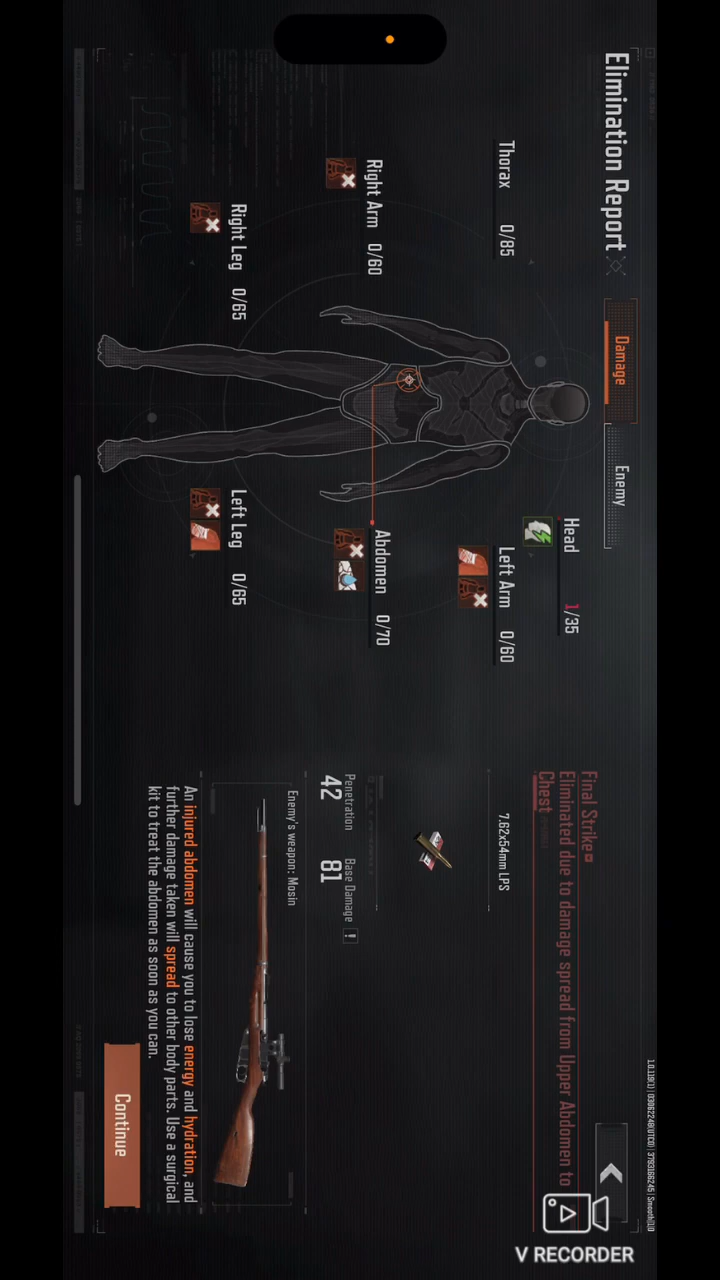 Elimination Report
Damage
Enemy
Thorax 0/85
Right Arm 0/60
Right Leg 0/65
Head 1/35
Left Arm 0/60
Abdomen 0/70
Left Leg 0/65
Final Strike
Eliminated due to damage spread from Upper Abdomen to
Chest
7.62x54mm LPS
Penetration
42
Base Damage
81
Enemy's weapon: Mosin
An injured abdomen will cause you to lose energy and hydration, and
further damage taken will spread to other body parts. Use a surgical
kit to treat the abdomen as soon as you can.
Continue
V RECORDER